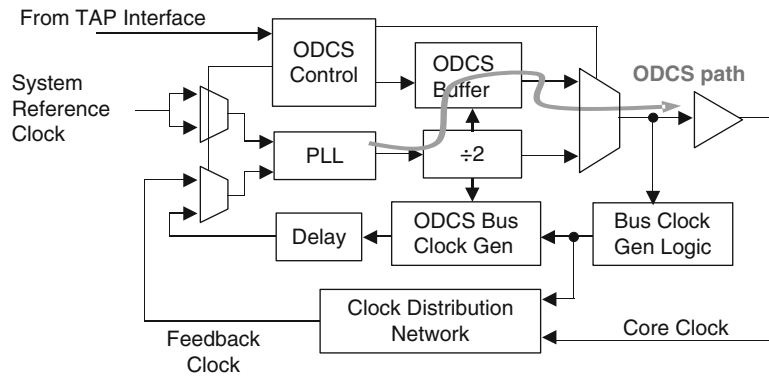 From TAP Interface
ODCS
Control
ODCS
Buffer
ODCS path
System
Reference
Clock
PLL
÷2
Delay
ODCS Bus
Clock Gen
Bus Clock
Gen Logic
Clock Distribution
Network
Feedback
Clock
Core Clock